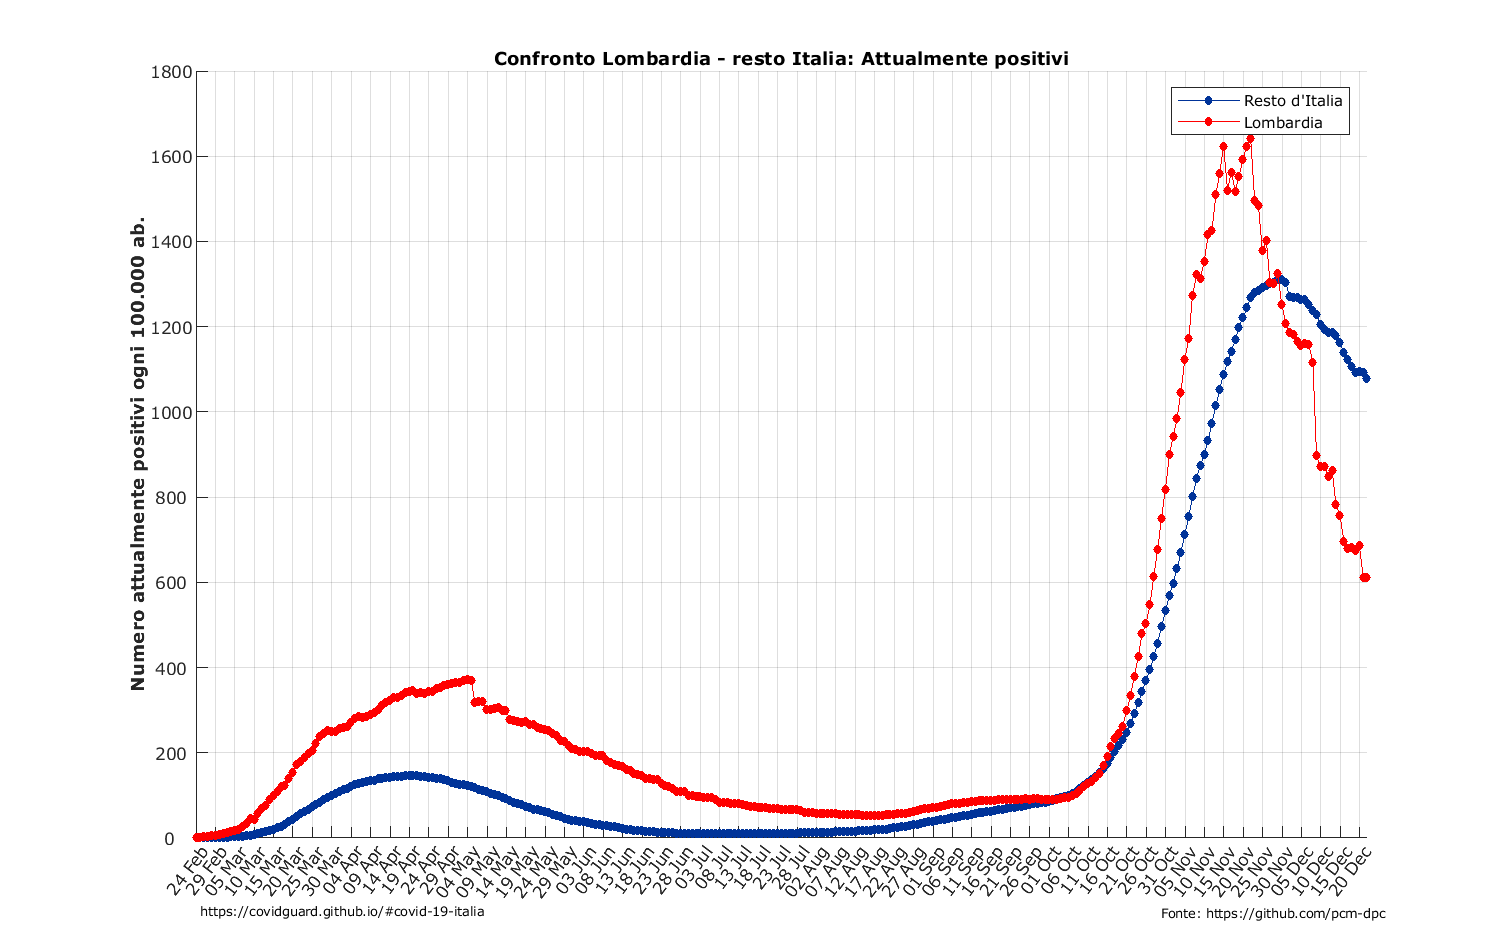 Confronto Lombardia - resto Italia: Attualmente positivi
Resto d'Italia
Lombardia
Numero attualmente positivi ogni 100.000 ab.
1800
1600
1400
1200
1000
800
600
400
200
0
24 Feb
29 Feb
05 Mar
10 Mar
15 Mar
20 Mar
25 Mar
30 Mar
04 Apr
09 Apr
14 Apr
19 Apr
24 Apr
29 Apr
04 May
09 May
14 May
19 May
24 May
29 May
03 Jun
08 Jun
13 Jun
18 Jun
23 Jun
28 Jun
03 Jul
08 Jul
13 Jul
18 Jul
23 Jul
28 Jul
02 Aug
07 Aug
12 Aug
17 Aug
22 Aug
27 Aug
01 Sep
06 Sep
11 Sep
16 Sep
21 Sep
26 Sep
01 Oct
06 Oct
11 Oct
16 Oct
21 Oct
26 Oct
31 Oct
05 Nov
10 Nov
15 Nov
20 Nov
25 Nov
30 Nov
05 Dec
10 Dec
15 Dec
20 Dec
https://covidguard.github.io/#covid-19-italia
Fonte: https://github.com/pcm-dpc